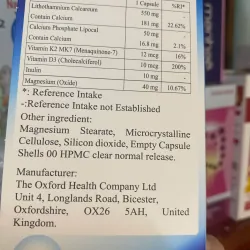 1 Capsule %RI*
Lothothamnium Calcareum 550 mg
Contain Calcium 181 mg 22.62%
Calcium Phosphate Lipocal 50 mg
Contain Calcium 16.8 mg 2.1%
Vitamin K2 MK7 (Menaquinone-7) 12 mcg 16%
Vitamin D3 (Cholecalciferol) 10 mcg 200%
Inulin 10 mg -
Magnesium (Oxide) 40 mg 10.67%
*: Reference Intake
-:Reference Intake not Established
Other ingredient:
Magnesium Stearate, Microcrystalline
Cellulose, Silicon dioxide, Empty Capsule
Shells 00 HPMC clear normal release.
Manufacturer:
The Oxford Health Company Ltd
Unit 4, Longlands Road, Bicester,
Oxfordshire, OX26 5AH, United
Kingdom.